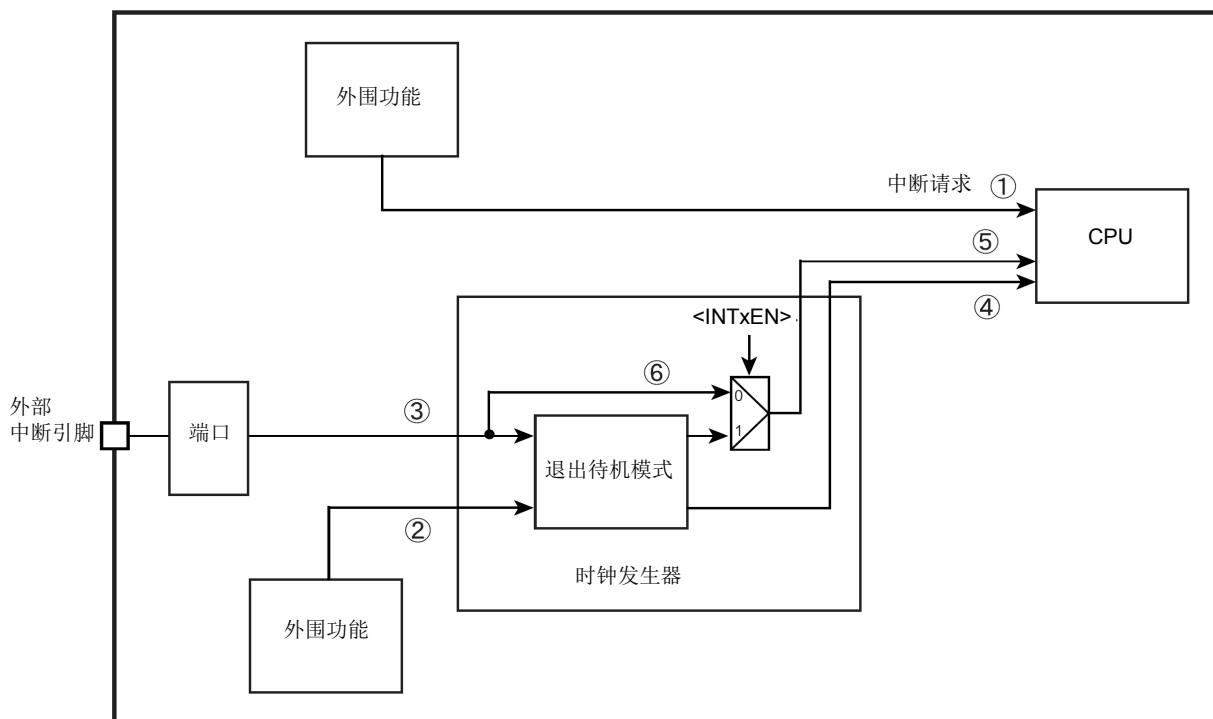 外围功能
中断请求 ①
CPU
⑤
④
<INTxEN>
⑥
0
1
外部
中断引脚
端口
③
退出待机模式
②
时钟发生器
外围功能